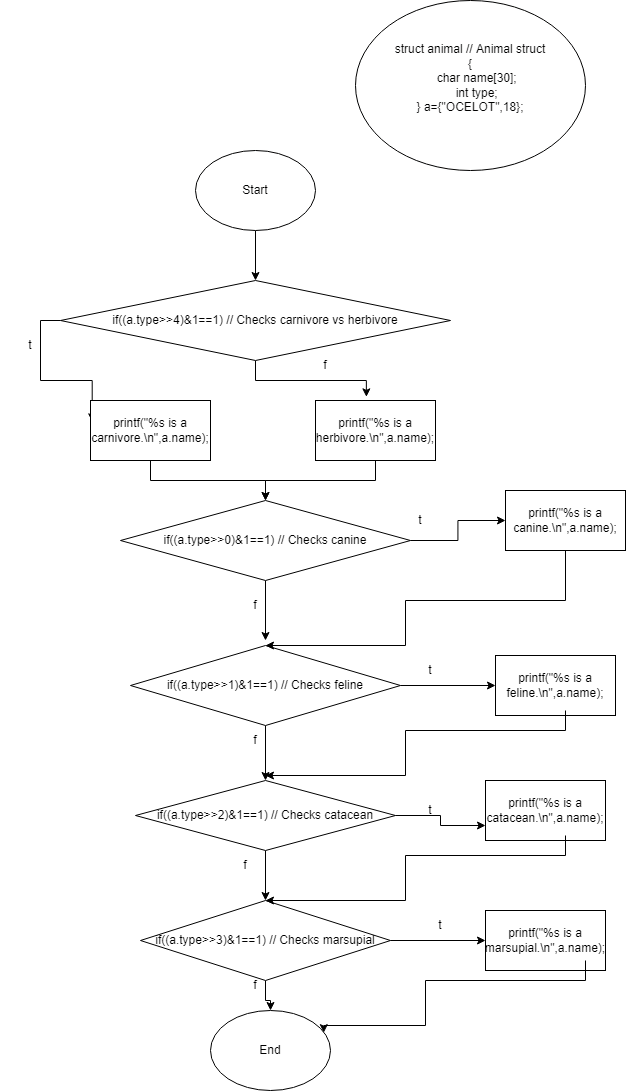 struct animal // Animal struct
{
char name[30];
int type;
} a={"OCELOT",18};
Start
if((a.type>>4)&1==1) // Checks carnivore vs herbivore
t
f
printf("%s is a
carnivore.\n",a.name);
printf("%s is a
herbivore.\n",a.name);
if((a.type>>0)&1==1) // Checks canine
t
printf("%s is a
canine.\n",a.name);
f
if((a.type>>1)&1==1) // Checks feline
t
printf("%s is a
feline.\n",a.name);
f
if((a.type>>2)&1==1) // Checks catacean
t
printf("%s is a
catacean.\n",a.name);
f
if((a.type>>3)&1==1) // Checks marsupial
t
printf("%s is a
marsupial.\n",a.name);
f
End